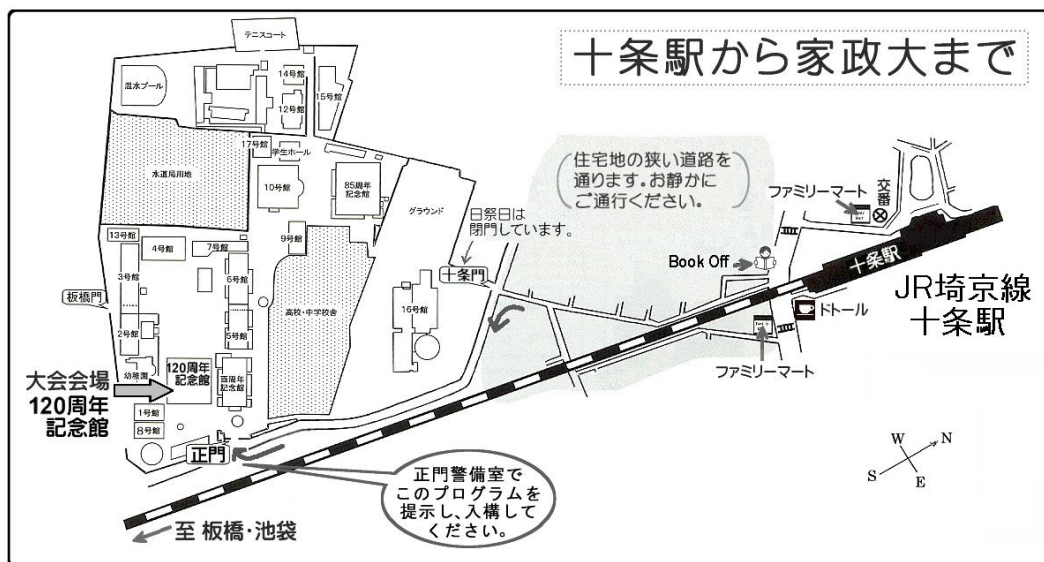 十条駅から家政大まで
テニスコート
温水プール
14号館
12号館
15号館
17号館
学生ホール
水道局用地
10号館
85周年
記念館
グラウンド
日祭日は
閉門しています。
住宅地の狭い道路を
通ります。お静かに
ご通行ください。
ファミリーマート
交番
13号館
4号館
7号館
9号館
3号館
6号館
十条門
Book Off
十条駅
JR埼京線
十条駅
板橋門
高校・中学校舎
16号館
ドトール
2号館
5号館
幼稚園
120周年
記念館
百周年
記念館
ファミリーマート
大会会場
120周年
記念館
1号館
8号館
正門
正門警備室で
このプログラムを
提示し、入構して
ください。
W
N
S
E
至 板橋・池袋